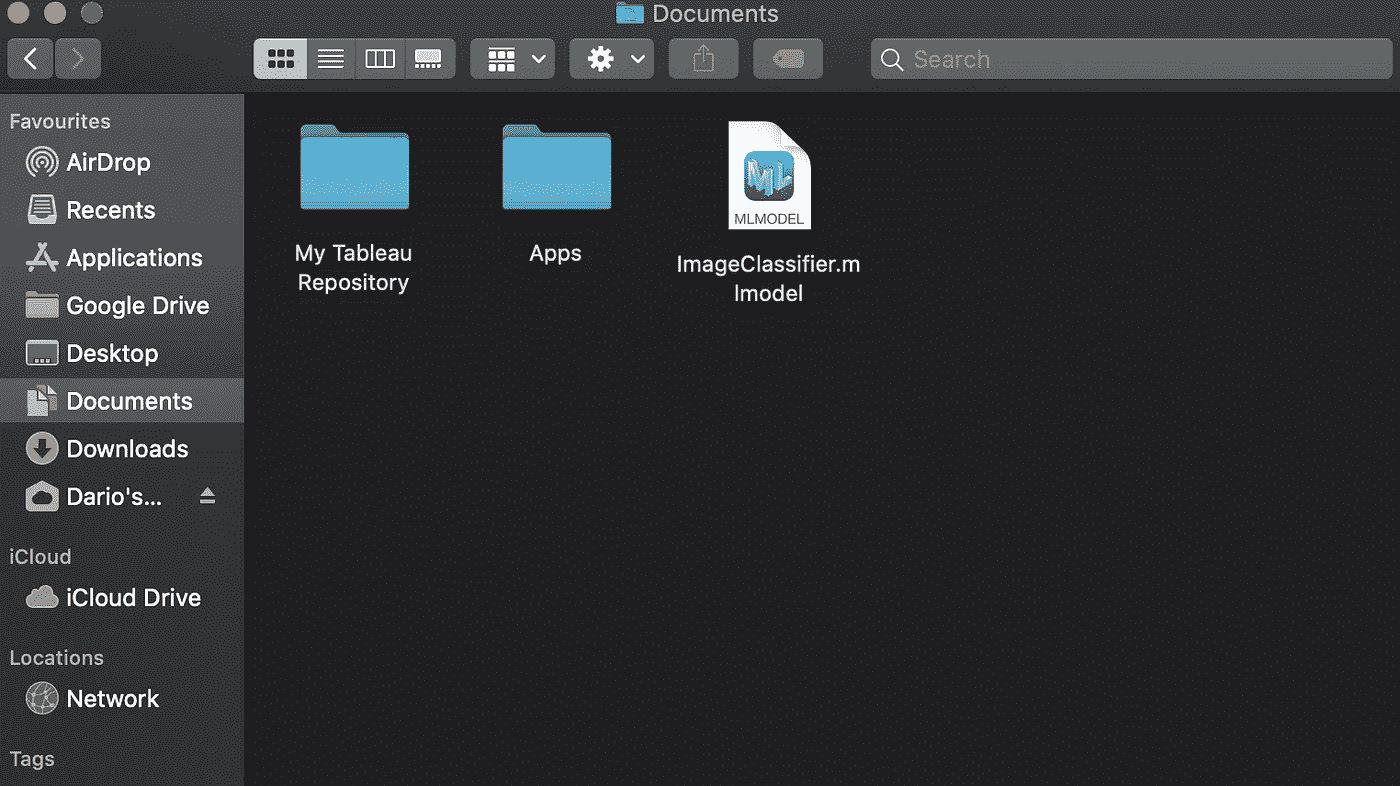 Documents
Search
Favourites
AirDrop
Recents
Applications
Google Drive
Desktop
Documents
Downloads
Dario's...
iCloud
iCloud Drive
Locations
Network
Tags
My Tableau
Repository
Apps
ML
MLMODEL
ImageClassifier.m
lmodel